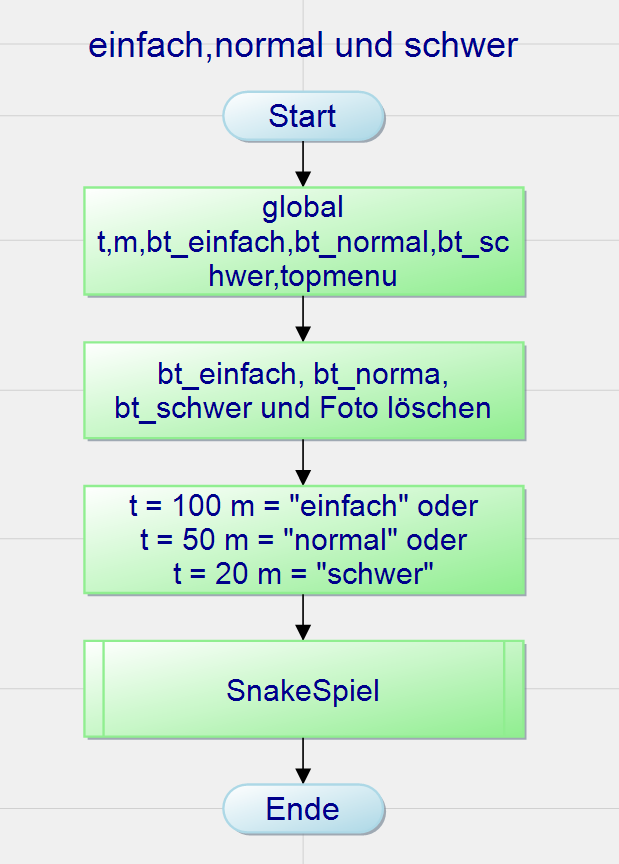 einfach,normal und schwer
Start
global
t,m,bt_einfach,bt_normal,bt_sc
hwer,topmenu
bt_einfach, bt_norma,
bt_schwer und Foto löschen
t = 100 m = "einfach" oder
t = 50 m = "normal" oder
t = 20 m = "schwer"
SnakeSpiel
Ende